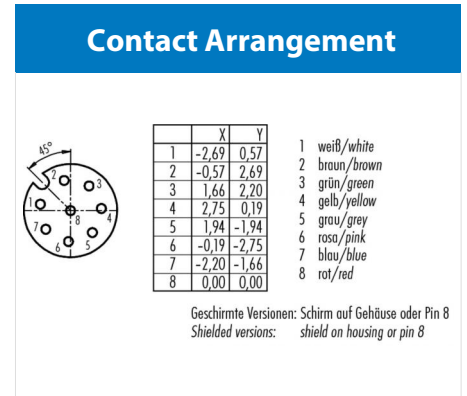 Contact Arrangement
45°
1 2 3 4 5 6 7 8
X Y
1 -2,69 0,57
2 -0,57 2,69
3 1,66 2,20
4 2,75 0,19
5 1,94 -1,94
6 -0,19 -2,75
7 -2,20 -1,66
8 0,00 0,00
1 weiß/white
2 braun/brown
3 grün/green
4 gelb/yellow
5 grau/grey
6 rosa/pink
7 blau/blue
8 rot/red
Geschirmte Versionen: Schirm auf Gehäuse oder Pin 8
Shielded versions: shield on housing or pin 8